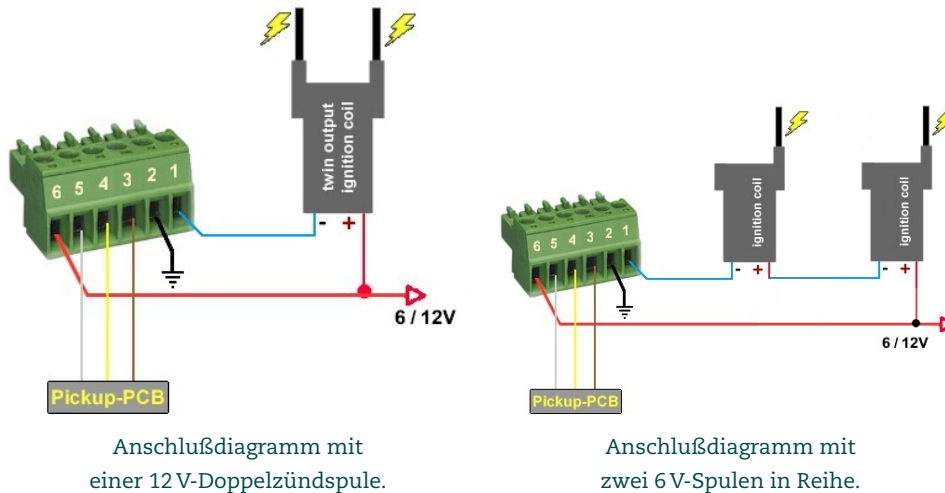 twin output
ignition coil
6 5 4 3 2 1
- +
6 / 12V
Pickup-PCB
Anschlußdiagramm mit
einer 12 V-Doppelzündspule.
ignition coil
ignition coil
6 5 4 3 2 1
- +
- +
6 / 12V
Pickup-PCB
Anschlußdiagramm mit
zwei 6 V-Spulen in Reihe.